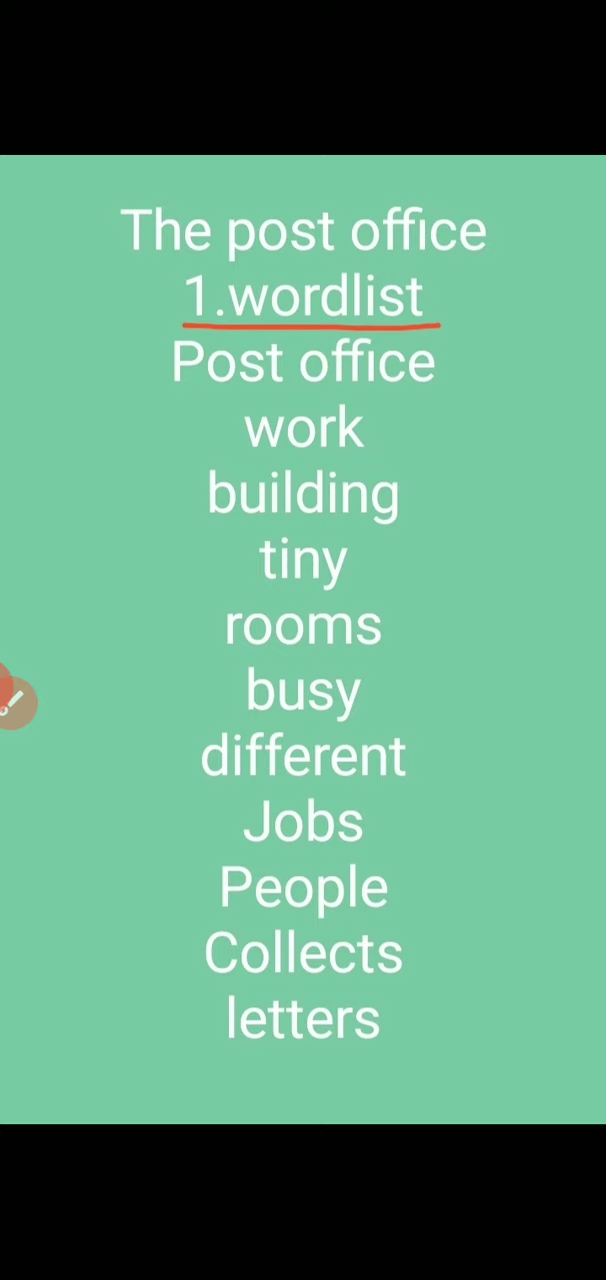 The post office
1.wordlist
Post office
work
building
tiny
rooms
busy
different
Jobs
People
Collects
letters